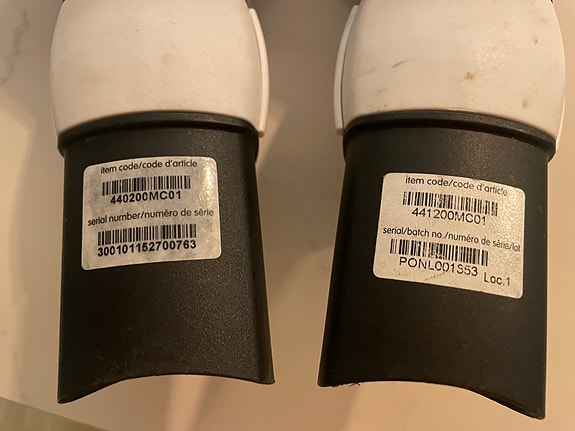 item code/code d'article
440200MC01
serial number/numéro de série
300101152700763
item code/code d'article
441200MC01
serial/batch no./numéro de série/lot
PONL001953 Loc.1